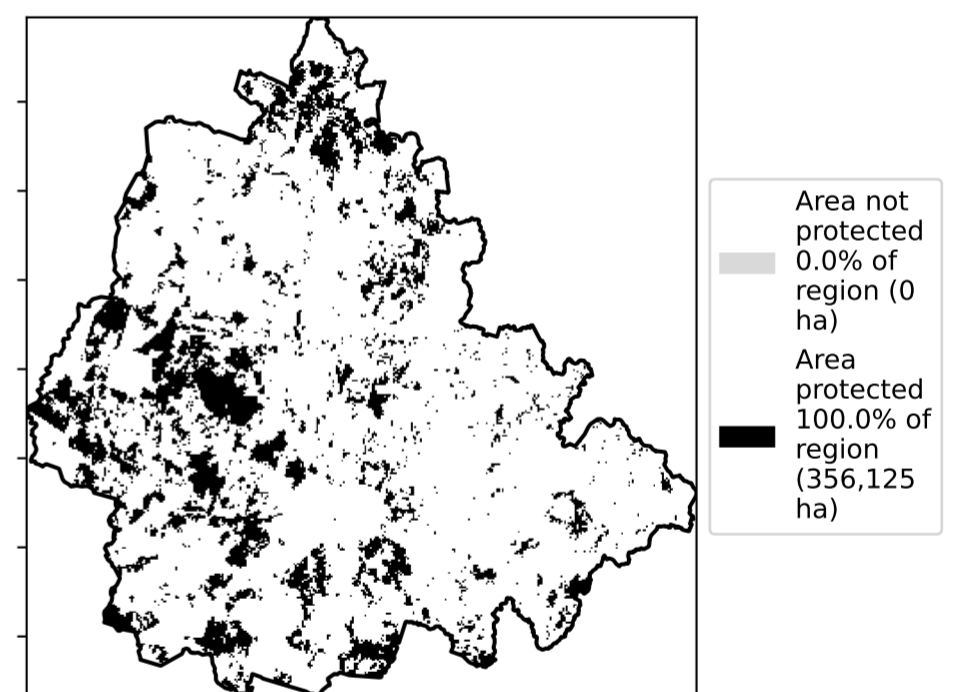 Area not
protected
0.0% of
region (0
ha)
Area
protected
100.0% of
region
(356,125
ha)